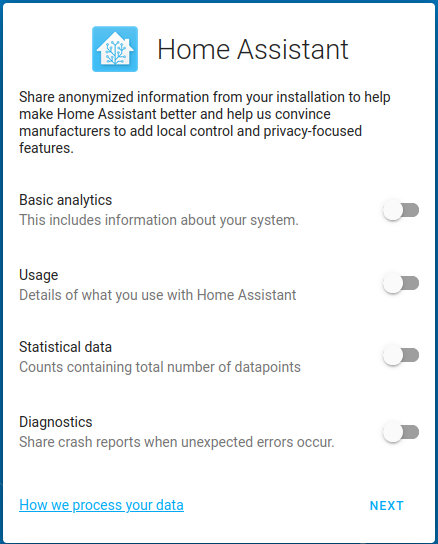 Home Assistant
Share anonymized information from your installation to help
make Home Assistant better and help us convince
manufacturers to add local control and privacy-focused
features.
Basic analytics
This includes information about your system.
Usage
Details of what you use with Home Assistant
Statistical data
Counts containing total number of datapoints
Diagnostics
Share crash reports when unexpected errors occur.
How we process your data
NEXT